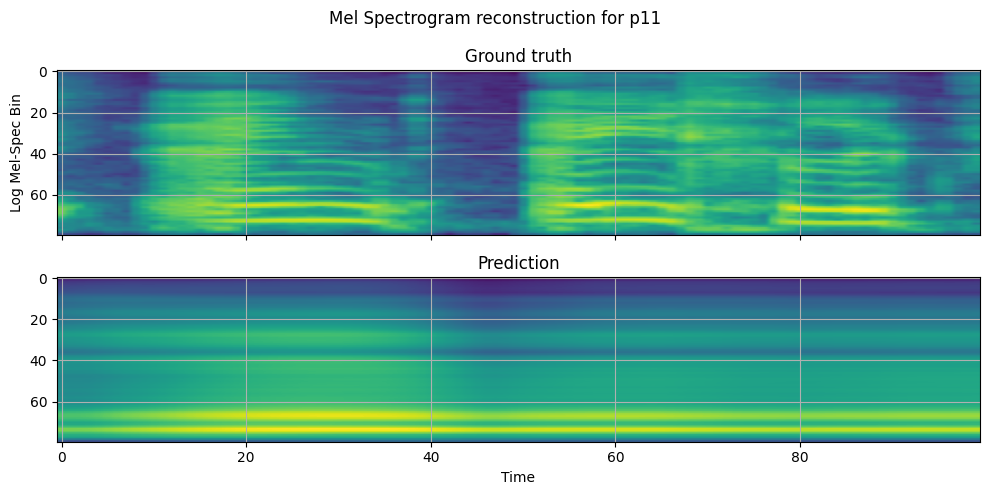 Mel Spectrogram reconstruction for p11
Ground truth
0
20
40
60
Log Mel-Spec Bin
Prediction
0
20
40
60
0 20 40 60 80
Time